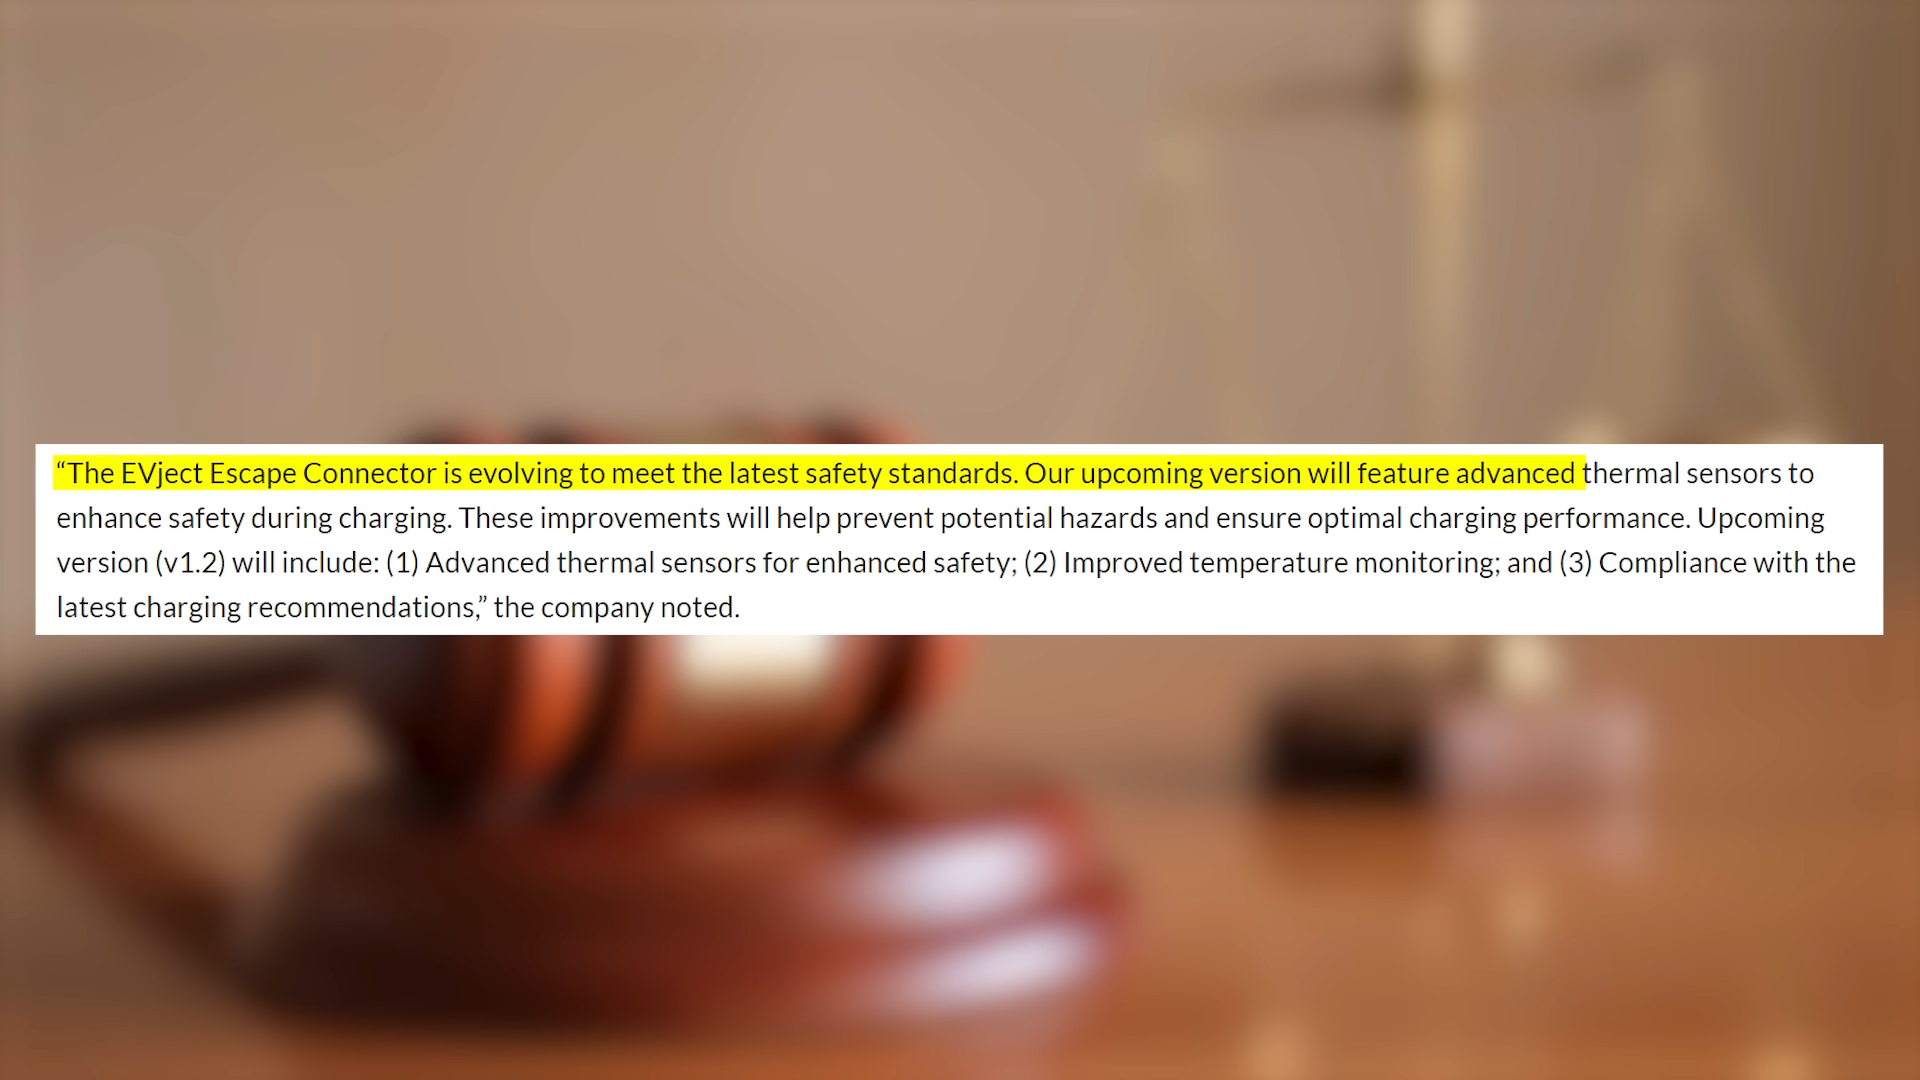 “The EVject Escape Connector is evolving to meet the latest safety standards. Our upcoming version will feature advanced thermal sensors to
enhance safety during charging. These improvements will help prevent potential hazards and ensure optimal charging performance. Upcoming
version (v1.2) will include: (1) Advanced thermal sensors for enhanced safety; (2) Improved temperature monitoring; and (3) Compliance with the
latest charging recommendations,” the company noted.